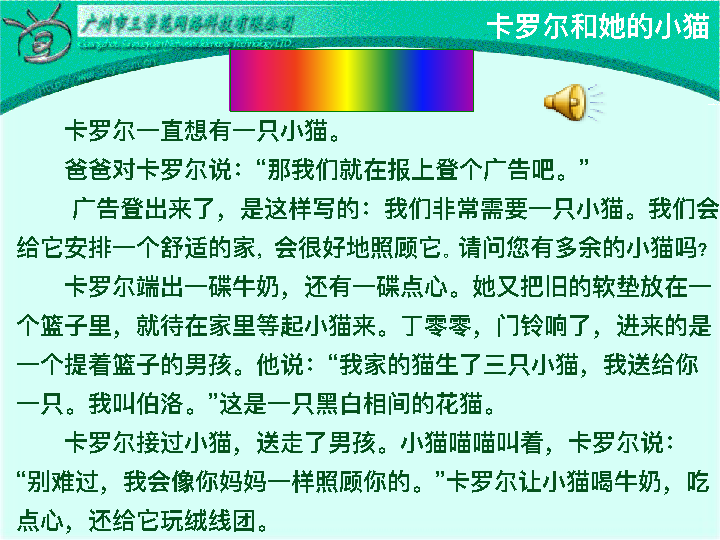 广州市三学苑网络科技有限公司
卡罗尔和她的小猫
卡罗尔一直想有一只小猫。
爸爸对卡罗尔说：“那我们就在报上登个广告吧。”
广告登出来了，是这样写的：我们非常需要一只小猫。我们会
给它安排一个舒适的家，会很好地照顾它。请问您有多余的小猫吗？
卡罗尔端出一碟牛奶，还有一碟点心。她又把旧的软垫放在一
个篮子里，就待在家里等起小猫来。丁零零，门铃响了，进来的是
一个提着篮子的男孩。他说：“我家的猫生了三只小猫，我送给你
一只。我叫伯洛。”这是一只黑白相间的花猫。
卡罗尔接过小猫，送走了男孩。小猫喵喵叫着，卡罗尔说：
“别难过，我会像你妈妈一样照顾你的。”卡罗尔让小猫喝牛奶，吃
点心，还给它玩绒线团。